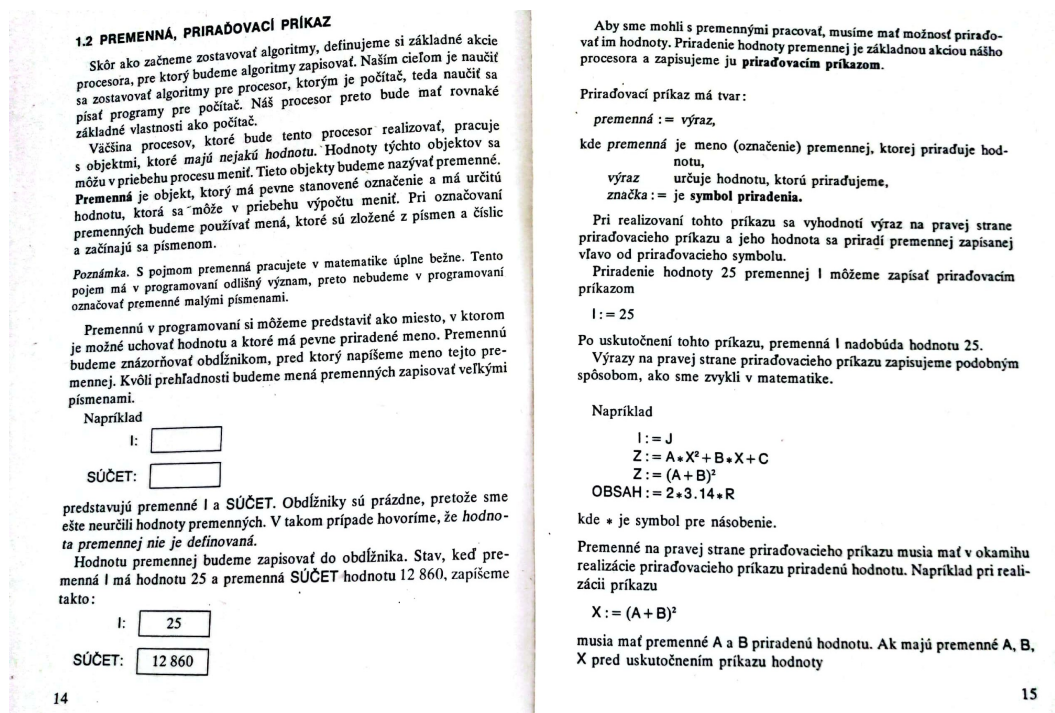 1.2 PREMENNÁ, PRIRAĎOVACÍ PRÍKAZ
Skôr ako začneme zostavovať algoritmy, definujeme si základné akcie
procesora, pre ktorý budeme algoritmy zapisovať. Naším cieľom je naučiť
sa zostavovať algoritmy pre procesor, ktorým je počítač, teda naučiť sa
písať programy pre počítač. Náš procesor preto bude mať rovnaké
základné vlastnosti ako počítač.
Väčšina procesov, ktoré bude tento procesor realizovať, pracuje
s objektmi, ktoré majú nejakú hodnotu. Hodnoty týchto objektov sa
môžu v priebehu procesu meniť. Tieto objekty budeme nazývať premenné.
Premenná je objekt, ktorý má pevne stanovené označenie a má určitú
hodnotu, ktorá sa môže v priebehu výpočtu meniť. Pri označovaní
premenných budeme používať mená, ktoré sú zložené z písmen a číslic
a začínajú sa písmenom.
Poznámka. S pojmom premenná pracujete v matematike úplne bežne. Tento
pojem má v programovaní odlišný význam, preto nebudeme v programovaní
označovať premenné malými písmenami.
Premennú v programovaní si môžeme predstaviť ako miesto, v ktorom
je možné uchovať hodnotu a ktoré má pevne priradené meno. Premennú
budeme znázorňovať obdĺžnikom, pred ktorý napíšeme meno tejto pre-
mennej. Kvôli prehľadnosti budeme mená premenných zapisovať veľkými
písmenami.
Napríklad
I:
SÚČET:
predstavujú premenné I a SÚČET. Obdĺžniky sú prázdne, pretože sme
ešte neurčili hodnoty premenných. V takom prípade hovoríme, že hodno-
ta premennej nie je definovaná.
Hodnotu premennej budeme zapisovať do obdĺžnika. Stav, keď pre-
menná I má hodnotu 25 a premenná SÚČET hodnotu 12 860, zapíšeme
takto:
I: 25
SÚČET: 12 860
14
Aby sme mohli s premennými pracovať, musíme mať možnosť priraďo-
vať im hodnoty. Priradenie hodnoty premennej je základnou akciou nášho
procesora a zapisujeme ju priraďovacím príkazom.
Priraďovací príkaz má tvar:
premenná := výraz,
kde premenná je meno (označenie) premennej, ktorej priraďuje hod-
notu,
výraz určuje hodnotu, ktorú priraďujeme,
značka := je symbol priradenia.
Pri realizovaní tohto príkazu sa vyhodnotí výraz na pravej strane
priraďovacieho príkazu a jeho hodnota sa priradí premennej zapísanej
vľavo od priraďovacieho symbolu.
Priradenie hodnoty 25 premennej I môžeme zapísať priraďovacím
príkazom
I := 25
Po uskutočnení tohto príkazu, premenná I nadobúda hodnotu 25.
Výrazy na pravej strane priraďovacieho príkazu zapisujeme podobným
spôsobom, ako sme zvykli v matematike.
Napríklad
I := J
Z := A*X²+B*X+C
Z := (A+B)²
OBSAH := 2*3.14*R
kde * je symbol pre násobenie.
Premenné na pravej strane priraďovacieho príkazu musia mať v okamihu
realizácie priraďovacieho príkazu priradenú hodnotu. Napríklad pri reali-
zácii príkazu
X := (A+B)²
musia mať premenné A a B priradenú hodnotu. Ak majú premenné A, B,
X pred uskutočnením príkazu hodnoty
15